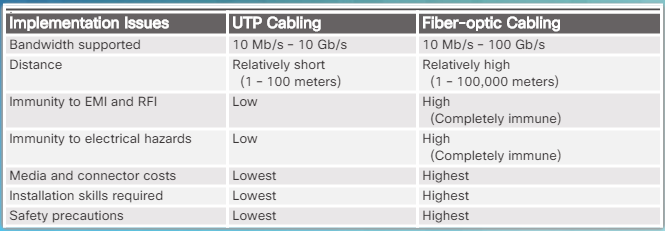 Implementation Issues UTP Cabling Fiber-optic Cabling
Bandwidth supported 10 Mb/s – 10 Gb/s 10 Mb/s – 100 Gb/s
Distance Relatively short Relatively high
(1 – 100 meters) (1 – 100,000 meters)
Immunity to EMI and RFI Low High
(Completely immune)
Immunity to electrical hazards Low High
(Completely immune)
Media and connector costs Lowest Highest
Installation skills required Lowest Highest
Safety precautions Lowest Highest